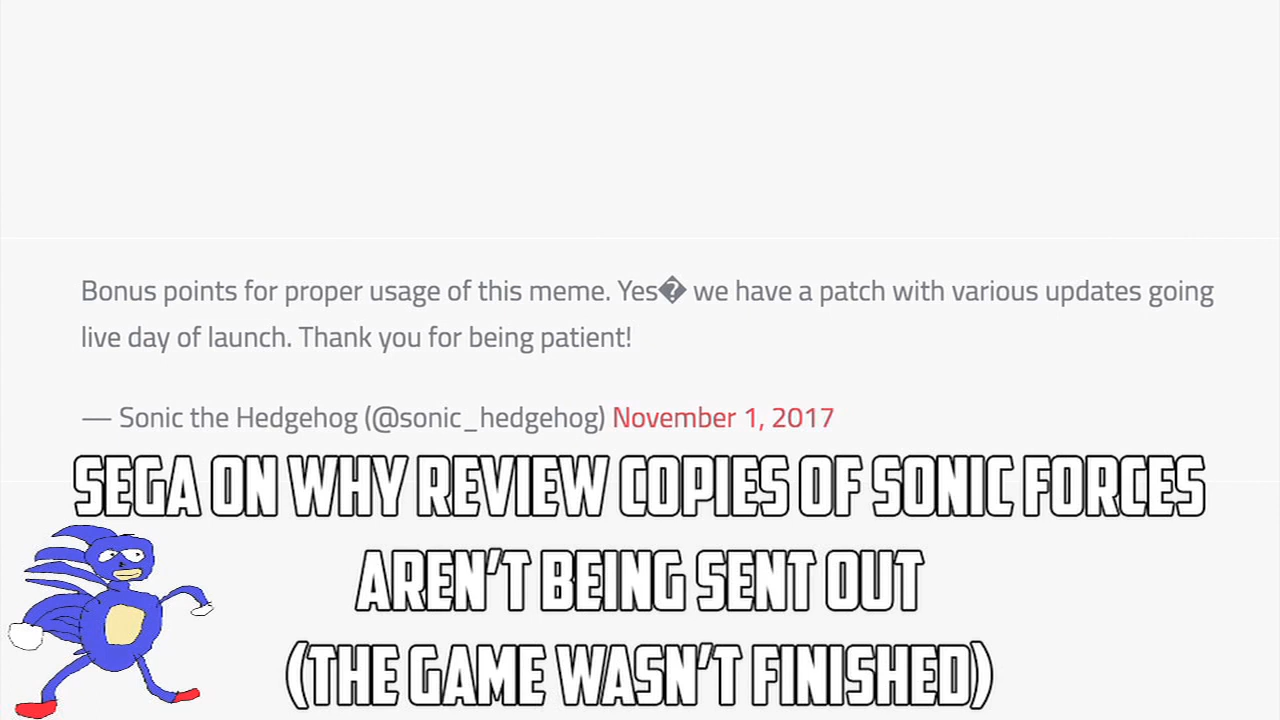 Bonus points for proper usage of this meme. Yes� we have a patch with various updates going
live day of launch. Thank you for being patient!
— Sonic the Hedgehog (@sonic_hedgehog) November 1, 2017
SEGA ON WHY REVIEW COPIES OF SONIC FORCES
AREN'T BEING SENT OUT
(THE GAME WASN'T FINISHED)